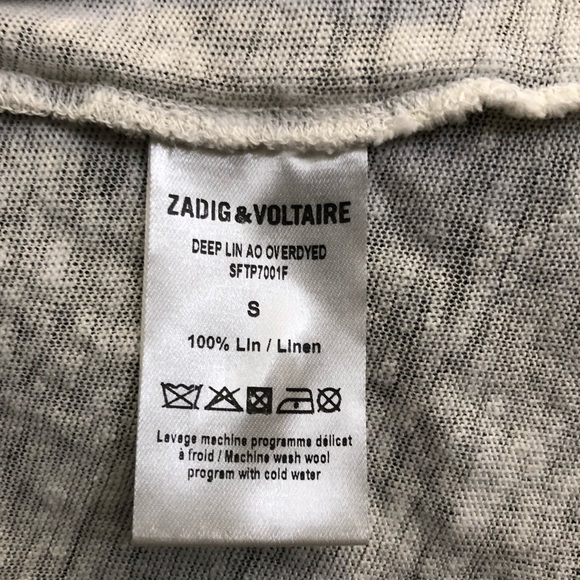 ZADIG & VOLTAIRE
DEEP LIN AO OVERDYED
SFTP7001F
S
100% Lin / Linen
Lavage machine programme délicat
à froid / Machine wash wool
program with cold water